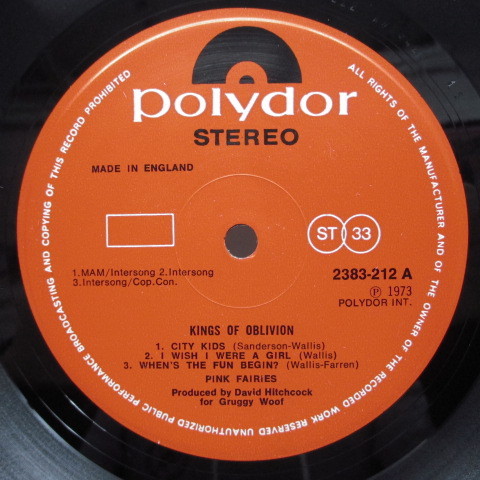 polydor
STEREO
MADE IN ENGLAND
ST 33
1.MAM/Intersong 2.Intersong
3.Intersong/Cop.Con.
2383-212 A
Ⓟ 1973
POLYDOR INT.
KINGS OF OBLIVION
1. CITY KIDS (Sanderson-Wallis)
2. I WISH I WERE A GIRL (Wallis)
3. WHEN'S THE FUN BEGIN? (Wallis-Farren)
PINK FAIRiES
Produced by David Hitchcock
for Gruggy Woof
ALL RIGHTS OF THE MANUFACTURER AND OF THE OWNER OF THE RECORDED WORK RESERVED UNAUTHORIZED PUBLIC PERFORMANCE BROADCASTING AND COPYING OF THIS RECORD PROHIBITED